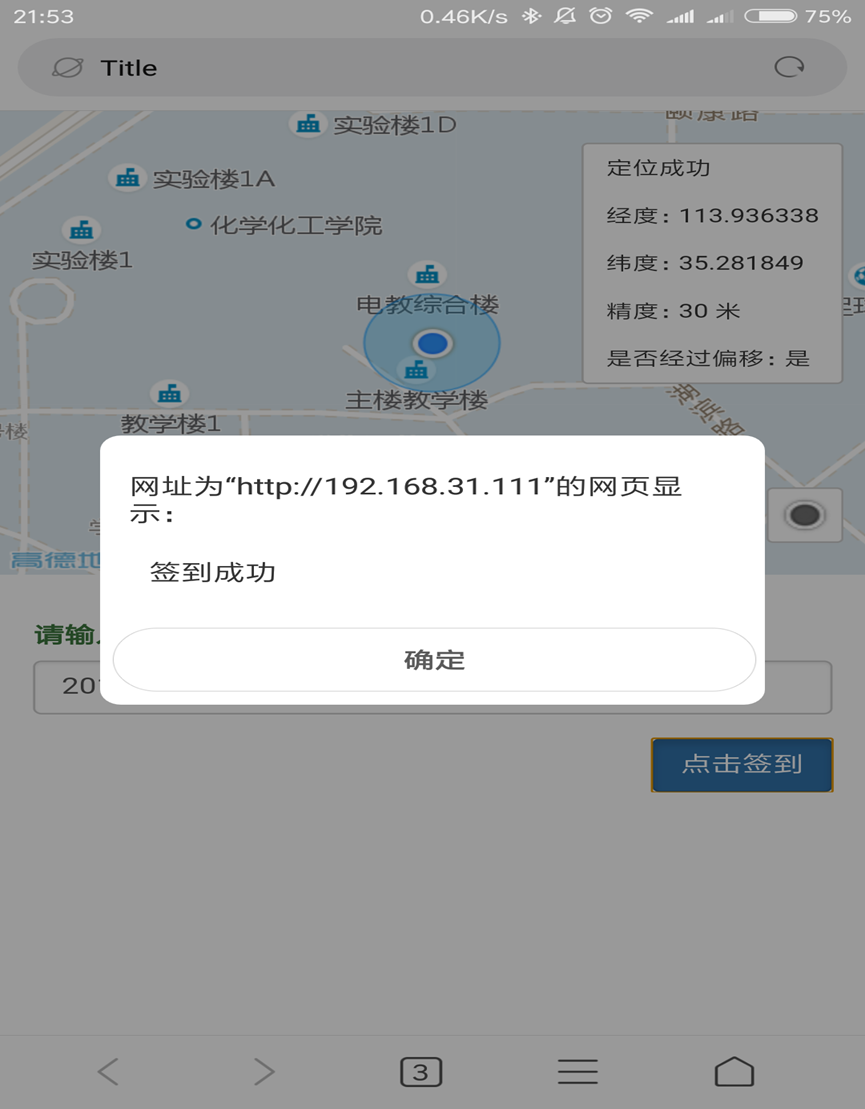 21:53
0.46K/s
75%
Title
实验楼1D
颐康路
实验楼1A
定位成功
化学化工学院
经度：113.936338
实验楼1
纬度：35.281849
电教综合楼
精度：30 米
是否经过偏移：是
主楼教学楼
教学楼1
网址为“http://192.168.31.111”的网页显
示：
高德地
签到成功
请输
确定
201
点击签到
3